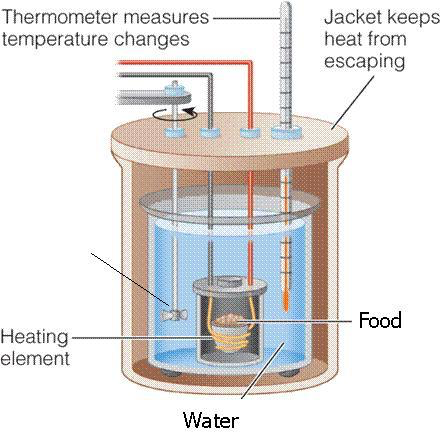 Thermometer measures
temperature changes
Jacket keeps
heat from
escaping
Food
Heating
element
Water